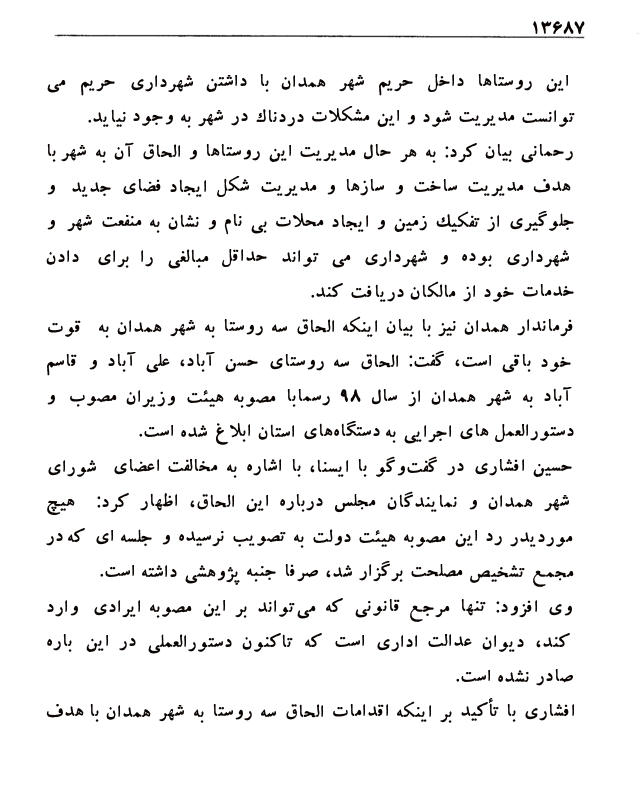 ۱۳۶۸۷
این روستاها داخل حریم شهر همدان با داشتن شهرداری حریم می
توانست مدیریت شود و این مشکلات دردناك در شهر به وجود نیاید.
رحمانی بیان کرد: به هر حال مدیریت این روستاها و الحاق آن به شهر با
هدف مدیریت ساخت و سازها و مدیریت شکل ایجاد فضای جدید و
جلوگیری از تفکیك زمین و ایجاد محلات بی نام و نشان به منفعت شهر و
شهرداری بوده و شهرداری می تواند حداقل مبالغی را برای دادن
خدمات خود از مالکان دریافت کند.
فرماندار همدان نیز با بیان اینکه الحاق سه روستا به شهر همدان به قوت
خود باقی است، گفت: الحاق سه روستای حسن آباد، علی آباد و قاسم
آباد به شهر همدان از سال ۹۸ رسمابا مصوبه هیئت وزیران مصوب و
دستورالعمل های اجرایی به دستگاه‌های استان ابلاغ شده است.
حسین افشاری در گفت‌وگو با ایسنا، با اشاره به مخالفت اعضای شورای
شهر همدان و نمایندگان مجلس درباره این الحاق، اظهار کرد: هیچ
موردیدر رد این مصوبه هیئت دولت به تصویب نرسیده و جلسه ای که در
مجمع تشخیص مصلحت برگزار شد، صرفا جنبه پژوهشی داشته است.
وی افزود: تنها مرجع قانونی که می‌تواند بر این مصوبه ایرادی وارد
کند، دیوان عدالت اداری است که تاکنون دستورالعملی در این باره
صادر نشده است.
افشاری با تأکید بر اینکه اقدامات الحاق سه روستا به شهر همدان با هدف